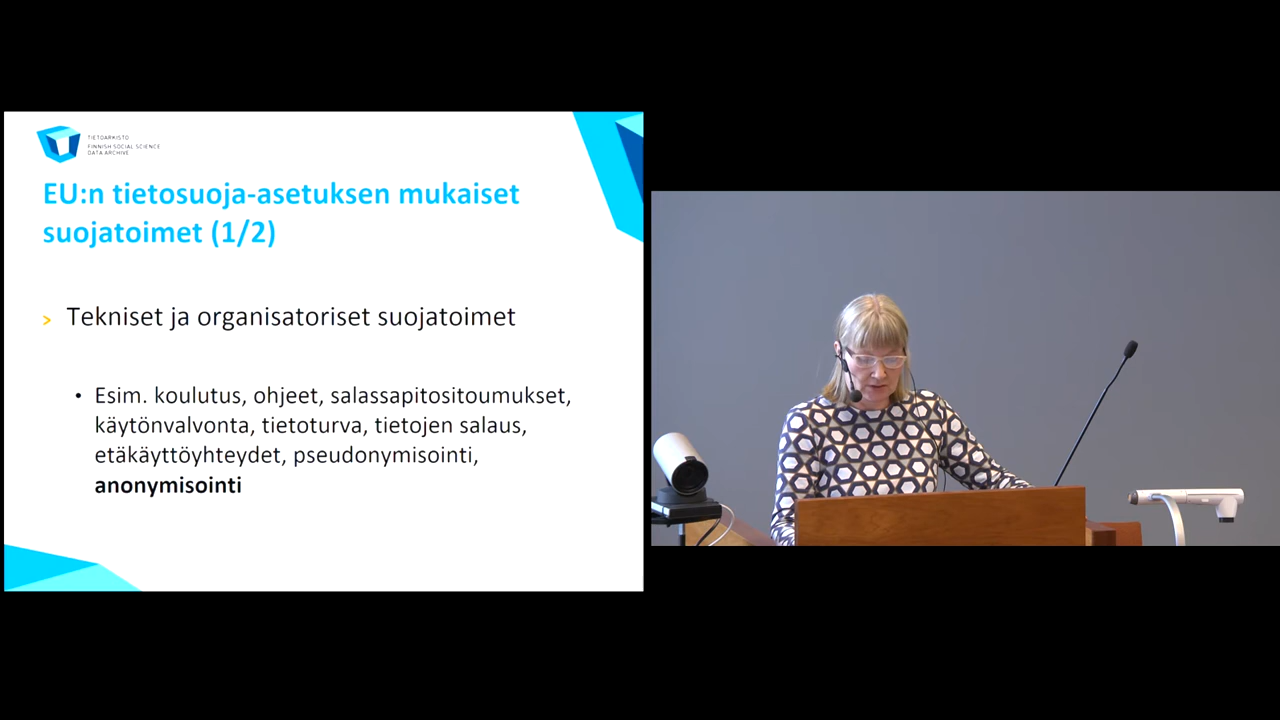 TIETOARKISTO
FINNISH SOCIAL SCIENCE
DATA ARCHIVE
EU:n tietosuoja-asetuksen mukaiset
suojatoimet (1/2)
> Tekniset ja organisatoriset suojatoimet
• Esim. koulutus, ohjeet, salassapitositoumukset,
käytönvalvonta, tietoturva, tietojen salaus,
etäkäyttöyhteydet, pseudonymisointi,
anonymisointi